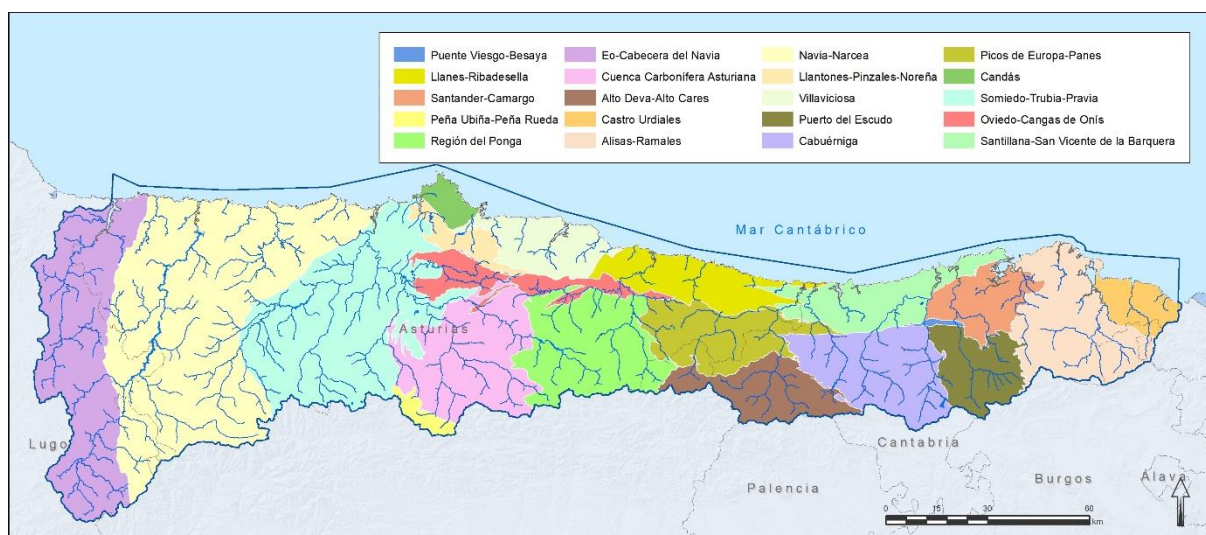 Puente Viesgo-Besaya
Eo-Cabecera del Navia
Navia-Narcea
Picos de Europa-Panes
Llanes-Ribadesella
Cuenca Carbonífera Asturiana
Llantones-Pinzales-Noreña
Candás
Santander-Camargo
Alto Deva-Alto Cares
Villaviciosa
Somiedo-Trubia-Pravia
Peña Ubiña-Peña Rueda
Castro Urdiales
Puerto del Escudo
Oviedo-Cangas de Onís
Región del Ponga
Alisas-Ramales
Cabuérniga
Santillana-San Vicente de la Barquera
Mar Cantábrico
Asturias
Lugo
Cantabria
Palencia
Burgos
Álava
0 15 30 60
km